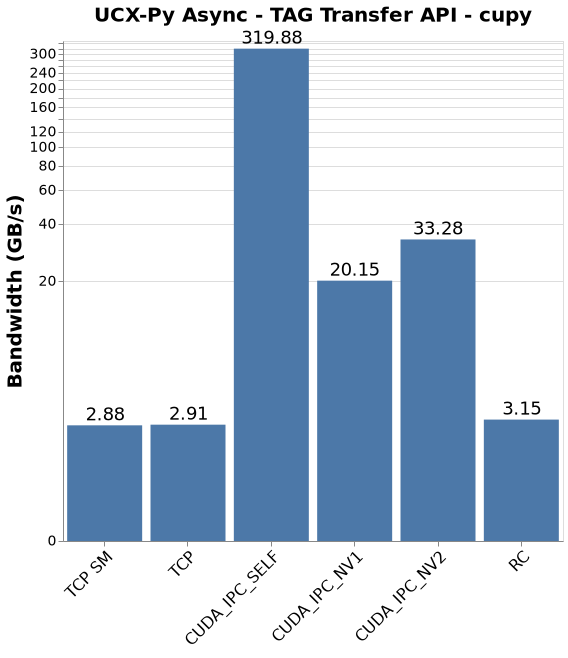 UCX-Py Async - TAG Transfer API - cupy
Bandwidth (GB/s)
300
240
200
160
120
100
80
60
40
20
0
2.88
2.91
319.88
20.15
33.28
3.15
TCP SM
TCP
CUDA_IPC_SELF
CUDA_IPC_NV1
CUDA_IPC_NV2
RC